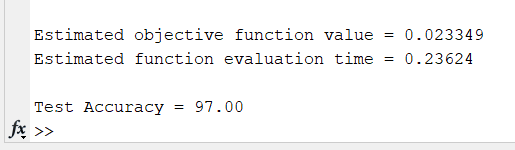 Estimated objective function value = 0.023349
Estimated function evaluation time = 0.23624
Test Accuracy = 97.00
fx >>